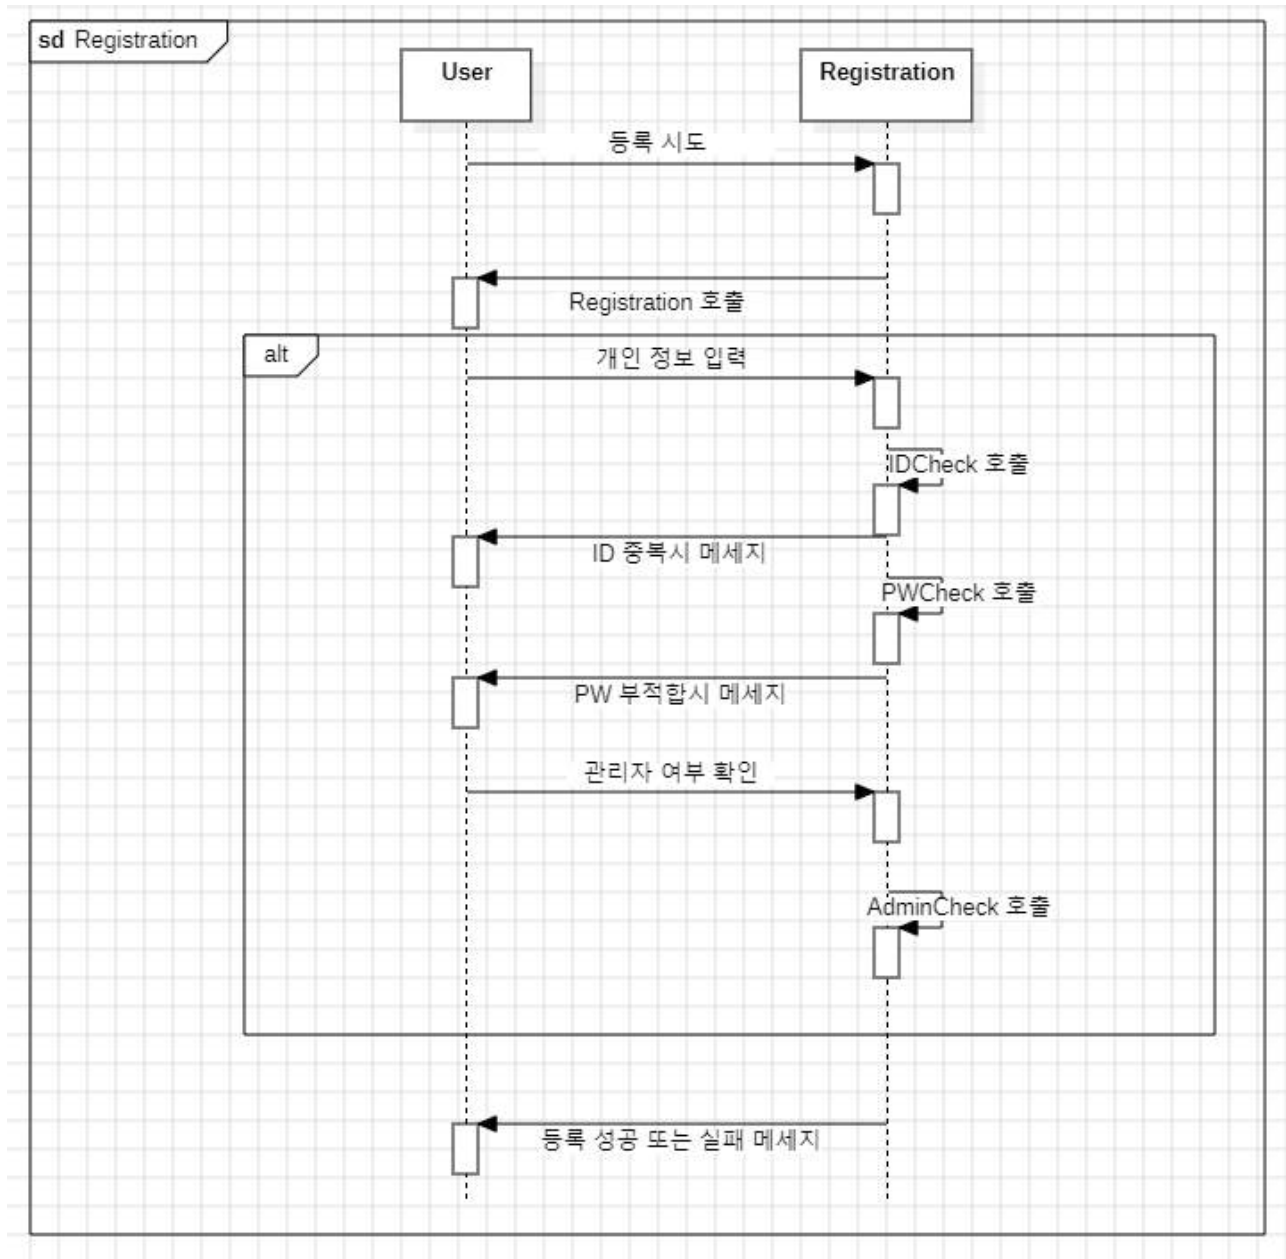 sd Registration
User
Registration
등록 시도
Registration 호출
alt
개인 정보 입력
IDCheck 호출
ID 중복시 메세지
PWCheck 호출
PW 부적합시 메세지
관리자 여부 확인
AdminCheck 호출
등록 성공 또는 실패 메세지